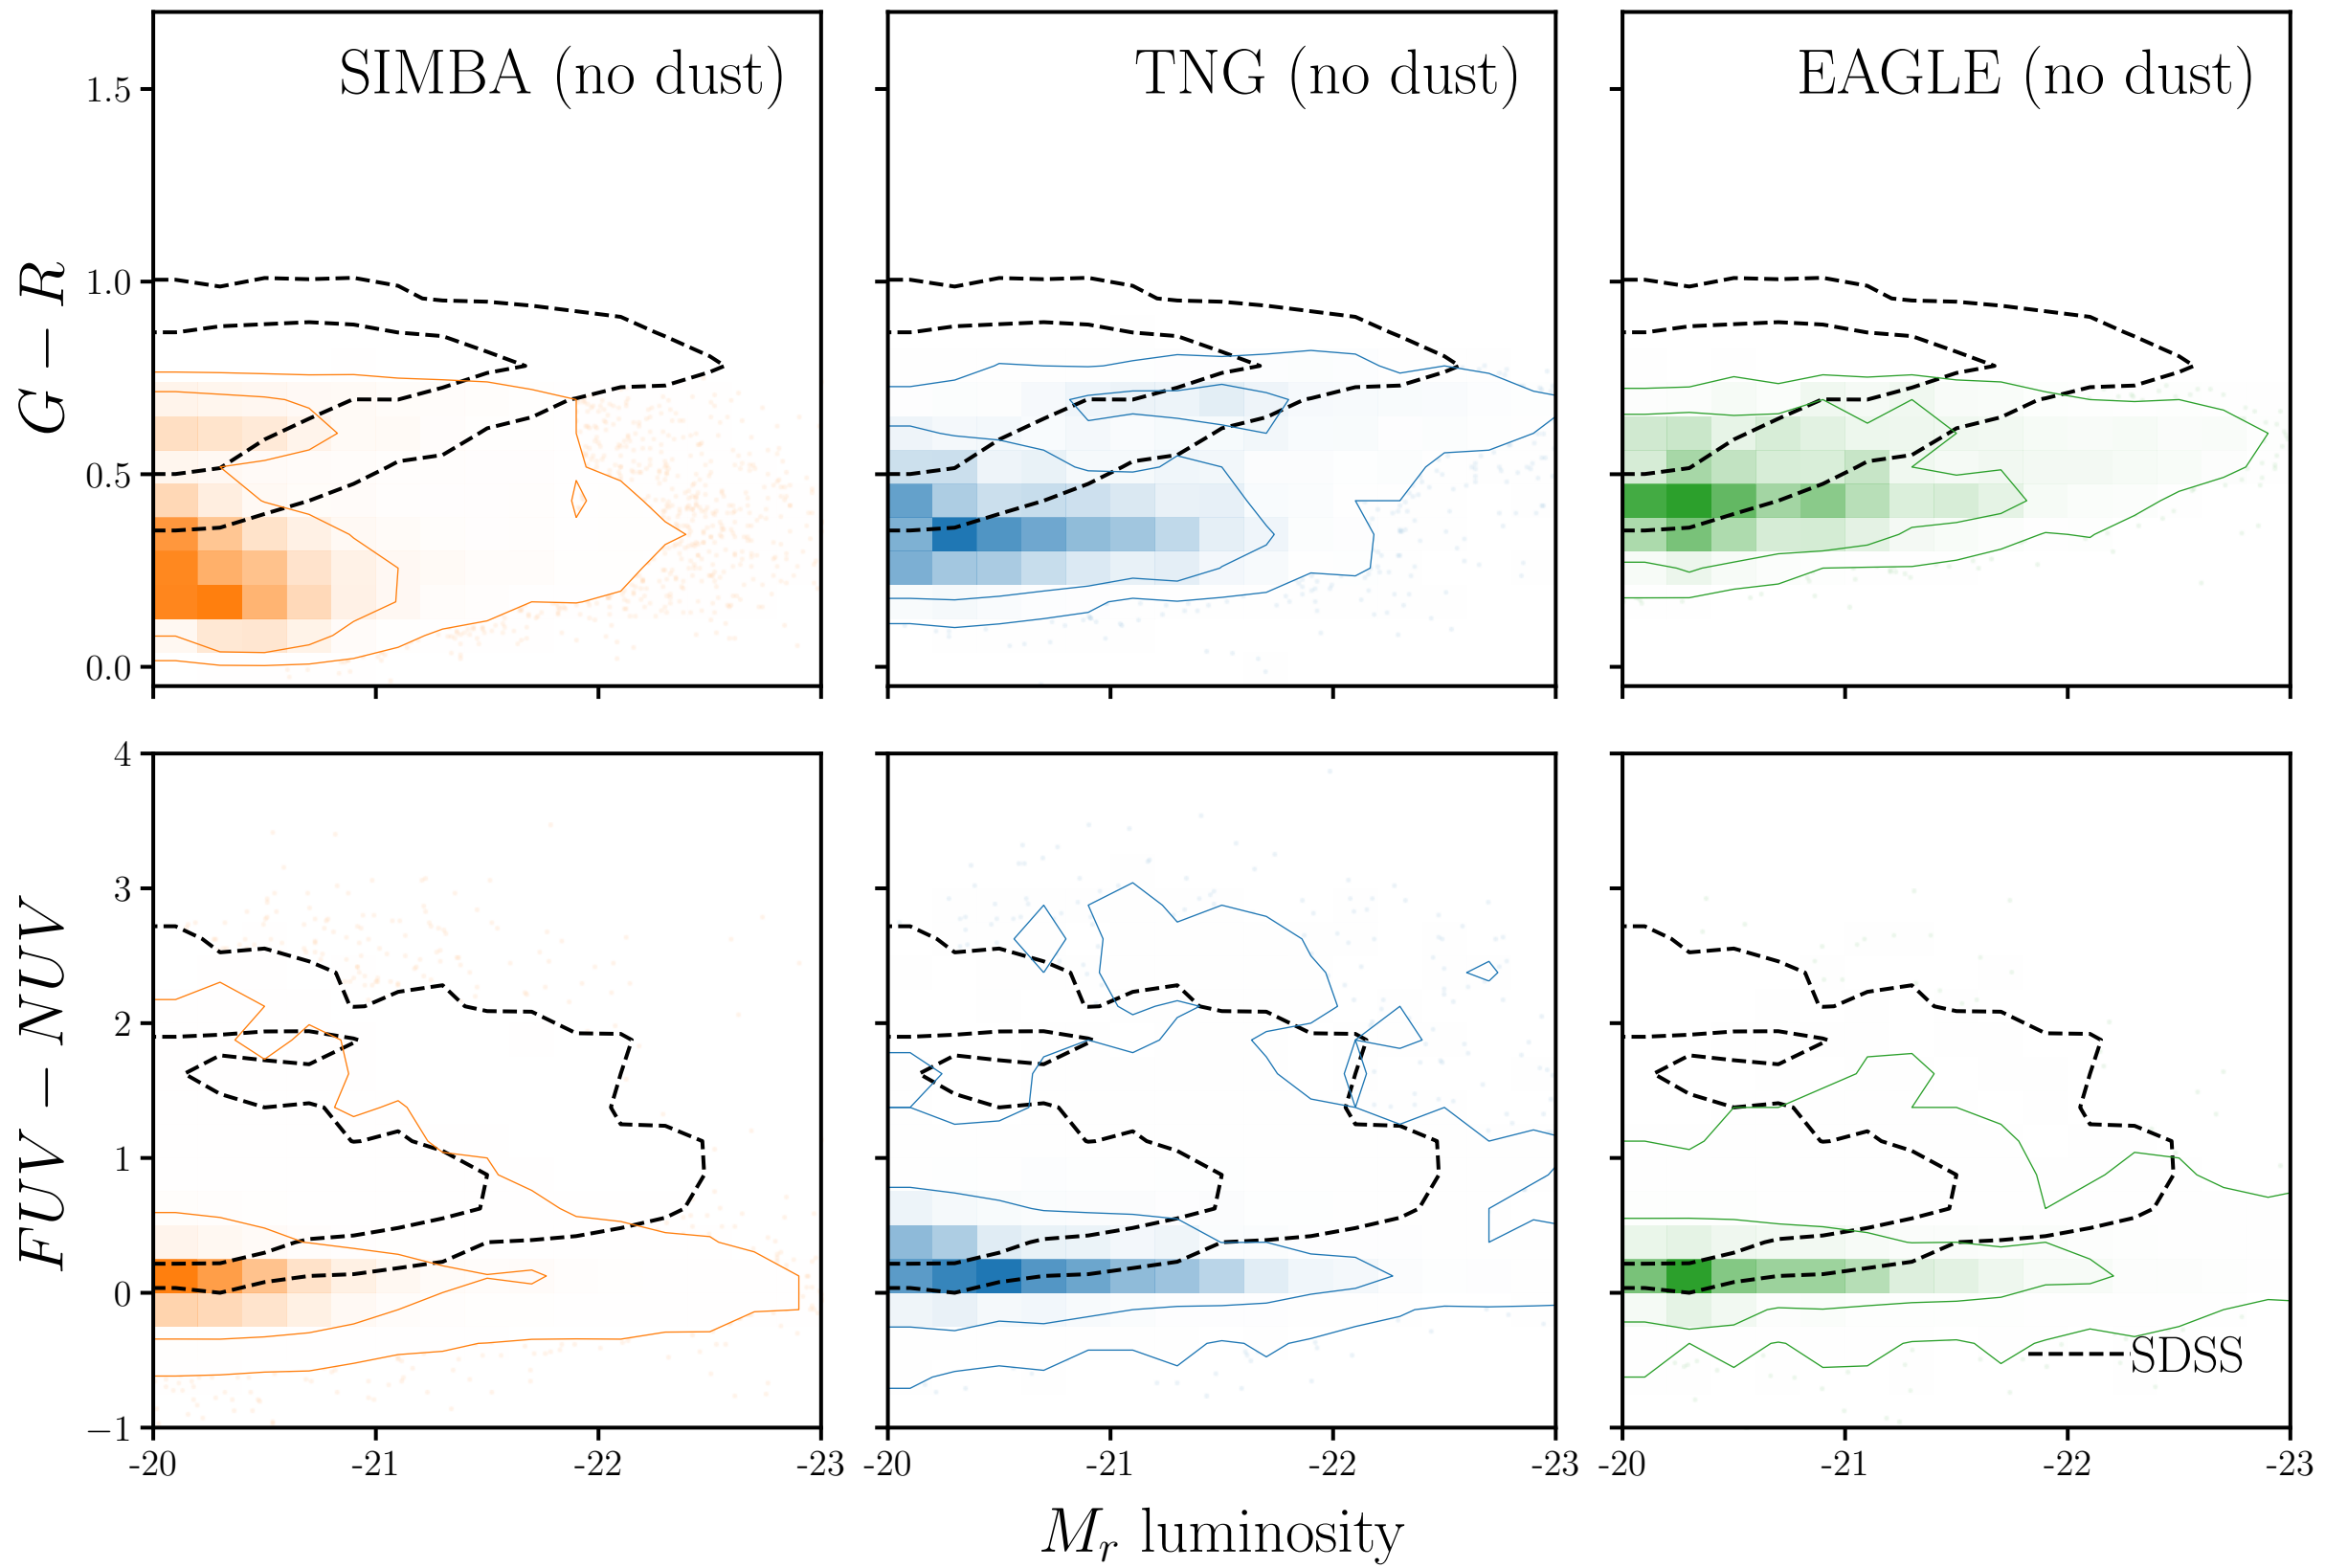 SIMBA (no dust)
TNG (no dust)
EAGLE (no dust)
G − R
1.5
1.0
0.5
0.0
FUV − NUV
4
3
2
1
0
−1
SDSS
-20 -21 -22 -23
-20 -21 -22 -23
-20 -21 -22 -23
M_r luminosity